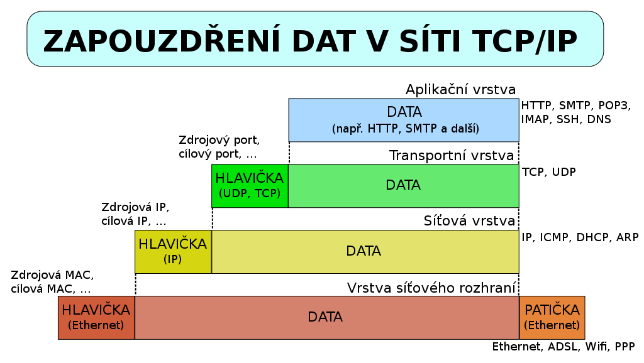 ZAPOUZDŘENÍ DAT V SÍTI TCP/IP
Aplikační vrstva
DATA
(např. HTTP, SMTP a další)
HTTP, SMTP, POP3,
IMAP, SSH, DNS
Zdrojový port,
cílový port, ...
Transportní vrstva
HLAVIČKA
(UDP, TCP)
DATA
TCP, UDP
Zdrojová IP,
cílová IP, ...
Síťová vrstva
HLAVIČKA
(IP)
DATA
IP, ICMP, DHCP, ARP
Zdrojová MAC,
cílová MAC, ...
Vrstva síťového rozhraní
HLAVIČKA
(Ethernet)
DATA
PATIČKA
(Ethernet)
Ethernet, ADSL, Wifi, PPP